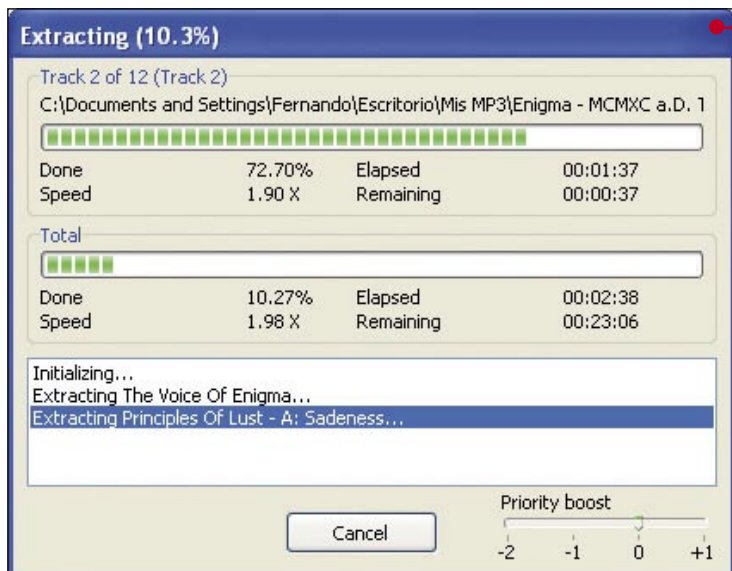 Extracting (10.3%)
Track 2 of 12 (Track 2)
C:\Documents and Settings\Fernando\Escritorio\Mis MP3\Enigma - MCMXC a.D. T
Done 72.70% Elapsed 00:01:37
Speed 1.90 X Remaining 00:00:37
Total
Done 10.27% Elapsed 00:02:38
Speed 1.98 X Remaining 00:23:06
Initializing...
Extracting The Voice Of Enigma...
Extracting Principles Of Lust - A: Sadeness...
Priority boost
Cancel
-2 -1 0 +1